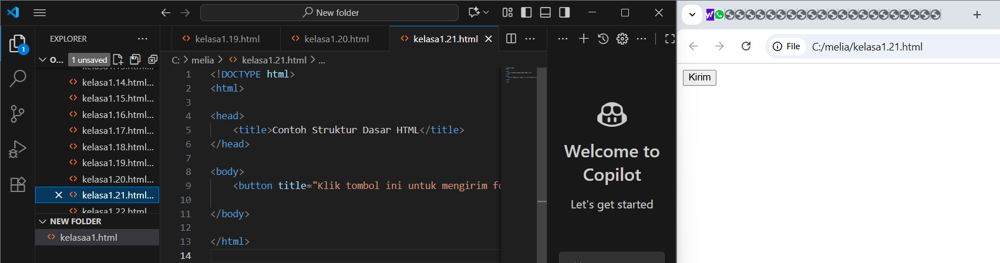 New folder
EXPLORER
kelasa1.19.html
kelasa1.20.html
kelasa1.21.html
O... 1 unsaved
C: > melia > kelasa1.21.html > ...
kelasa1.14.html...
kelasa1.15.html...
kelasa1.16.html...
kelasa1.17.html...
kelasa1.18.html...
kelasa1.19.html...
kelasa1.20.html...
kelasa1.21.html...
kelasa1.22.html
NEW FOLDER
kelasaa1.html
1 <!DOCTYPE html>
2 <html>
3
4 <head>
5 <title>Contoh Struktur Dasar HTML</title>
6 </head>
7
8 <body>
9 <button title="Klik tombol ini untuk mengirim fo
10
11 </body>
12
13 </html>
14
Welcome to
Copilot
Let's get started
File C:/melia/kelasa1.21.html
Kirim